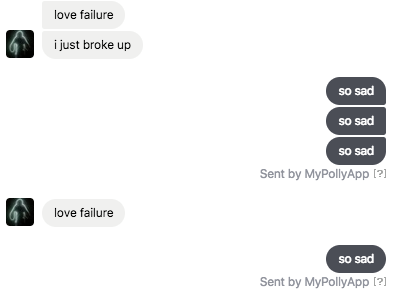 love failure
i just broke up
so sad
so sad
so sad
Sent by MyPollyApp [?]
love failure
so sad
Sent by MyPollyApp [?]